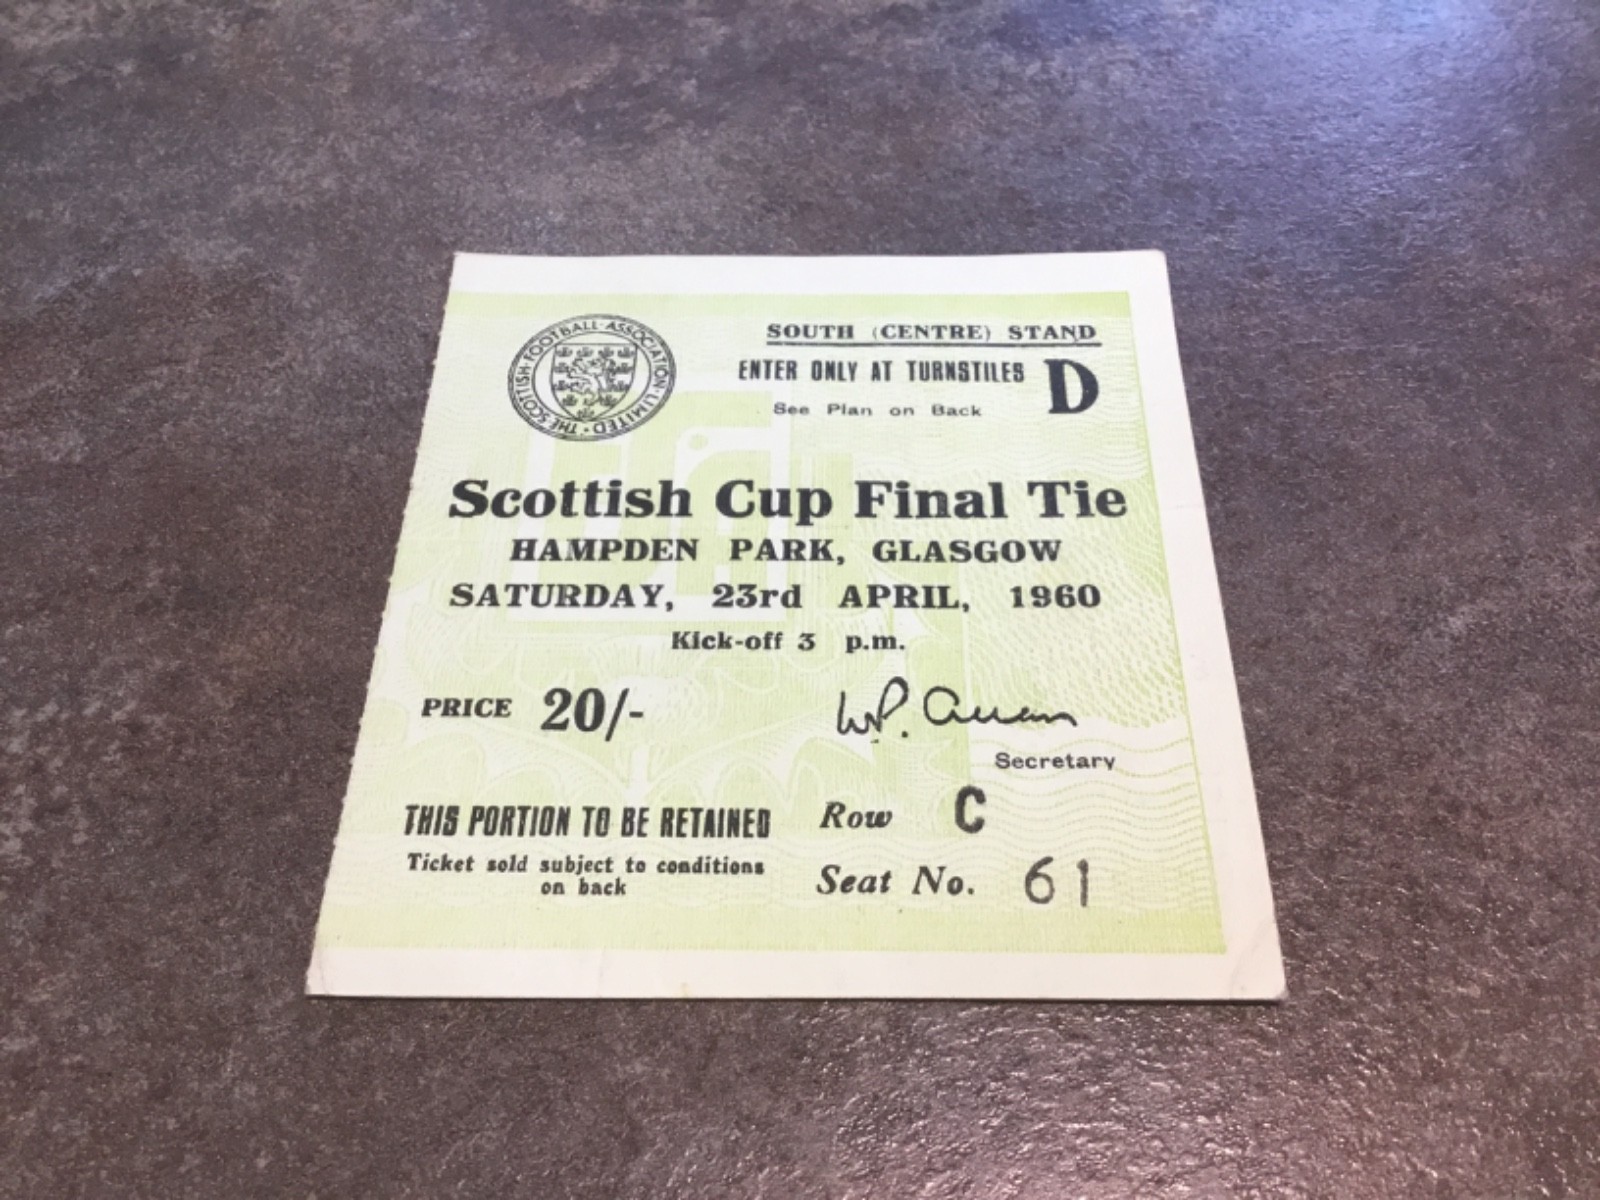 THE SCOTTISH FOOTBALL ASSOCIATION LIMITED
SOUTH (CENTRE) STAND
ENTER ONLY AT TURNSTILES D
See Plan on Back
Scottish Cup Final Tie
HAMPDEN PARK, GLASGOW
SATURDAY, 23rd APRIL, 1960
Kick-off 3 p.m.
PRICE 20/-
W.P. Allan
Secretary
THIS PORTION TO BE RETAINED
Ticket sold subject to conditions
on back
Row C
Seat No. 61